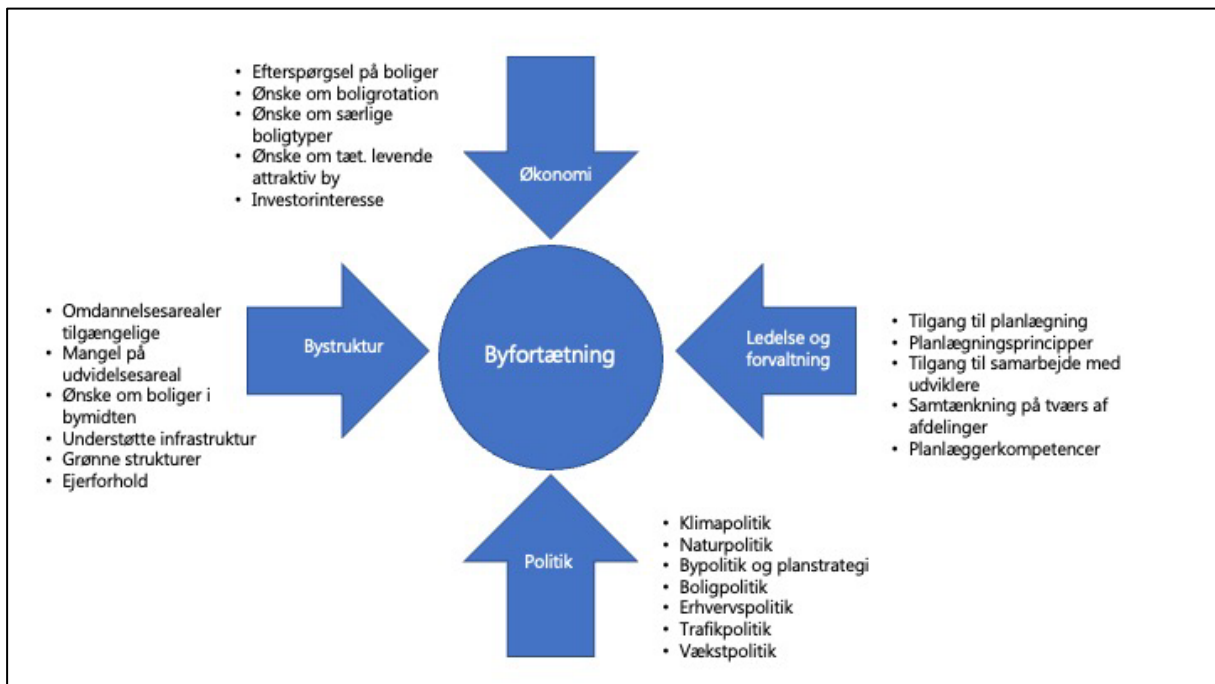 • Efterspørgsel på boliger
• Ønske om boligrotation
• Ønske om særlige
boligtyper
• Ønske om tæt. levende
attraktiv by
• Investorinteresse
Økonomi
• Omdannelsesarealer
tilgængelige
• Mangel på
udvidelsesareal
• Ønske om boliger i
bymidten
• Understøtte infrastruktur
• Grønne strukturer
• Ejerforhold
Bystruktur
Byfortætning
Ledelse og
forvaltning
• Tilgang til planlægning
• Planlægningsprincipper
• Tilgang til samarbejde med
udviklere
• Samtænkning på tværs af
afdelinger
• Planlæggerkompetencer
Politik
• Klimapolitik
• Naturpolitik
• Bypolitik og planstrategi
• Boligpolitik
• Erhvervspolitik
• Trafikpolitik
• Vækstpolitik